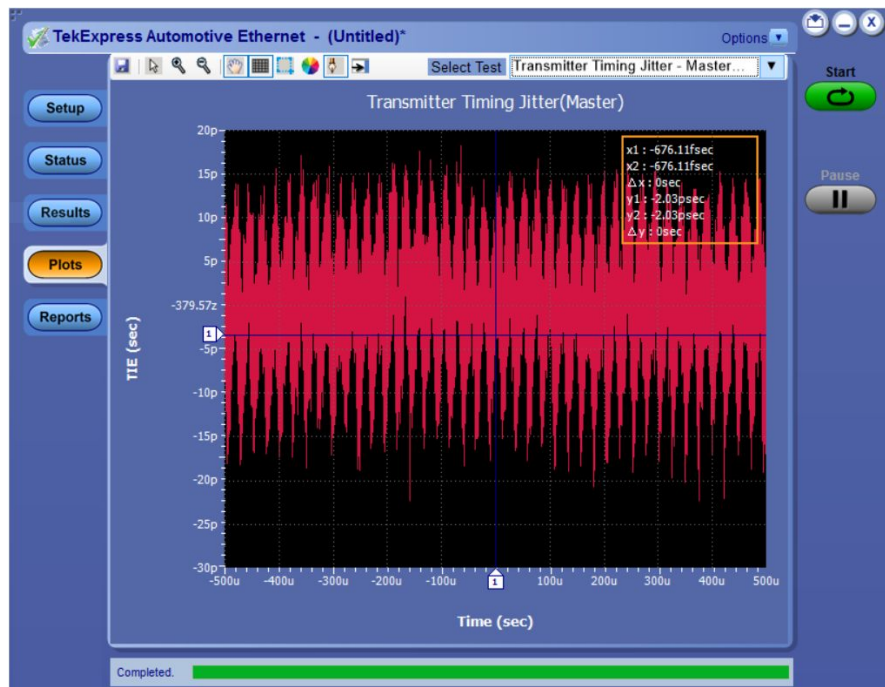 TekExpress Automotive Ethernet - (Untitled)*
Options
Select Test
Transmitter Timing Jitter - Master...
Start
Pause
Setup
Status
Results
Plots
Reports
Transmitter Timing Jitter(Master)
x1 : -676.11fsec
x2 : -676.11fsec
Δx : 0sec
y1 : -2.03psec
y2 : -2.03psec
Δy : 0sec
20p
15p
10p
5p
-379.57z
1
-5p
-10p
-15p
-20p
-25p
-30p
TIE (sec)
-500u -300u -200u -100u 1 100u 200u 300u 400u 500u
Time (sec)
Completed.